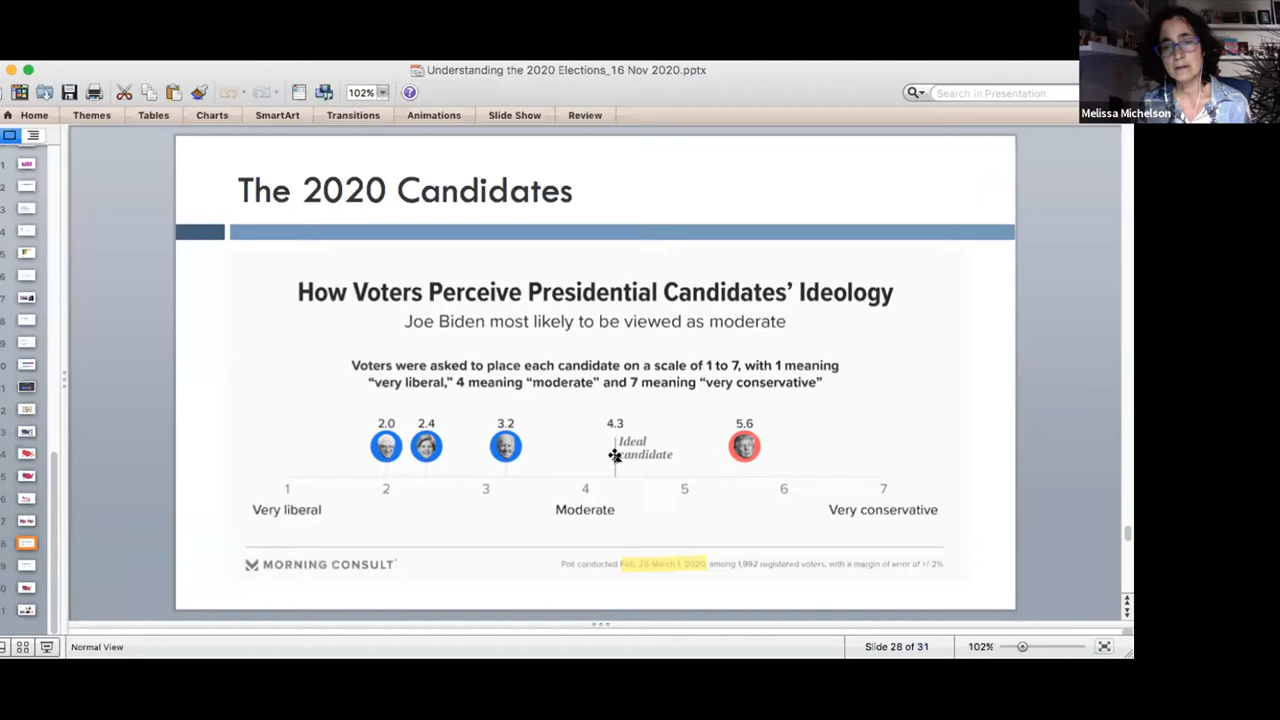 Understanding the 2020 Elections_16 Nov 2020.pptx
102%
Search in Presentation
Melissa Michelson
Home Themes Tables Charts SmartArt Transitions Animations Slide Show Review
The 2020 Candidates
How Voters Perceive Presidential Candidates' Ideology
Joe Biden most likely to be viewed as moderate
Voters were asked to place each candidate on a scale of 1 to 7, with 1 meaning
"very liberal," 4 meaning "moderate" and 7 meaning "very conservative"
2.0 2.4 3.2 4.3 5.6
Ideal
candidate
1 2 3 4 5 6 7
Very liberal Moderate Very conservative
MORNING CONSULT
Poll conducted Feb. 28-March 1, 2020, among 1,992 registered voters, with a margin of error of +/-2%.
Normal View
Slide 28 of 31
102%